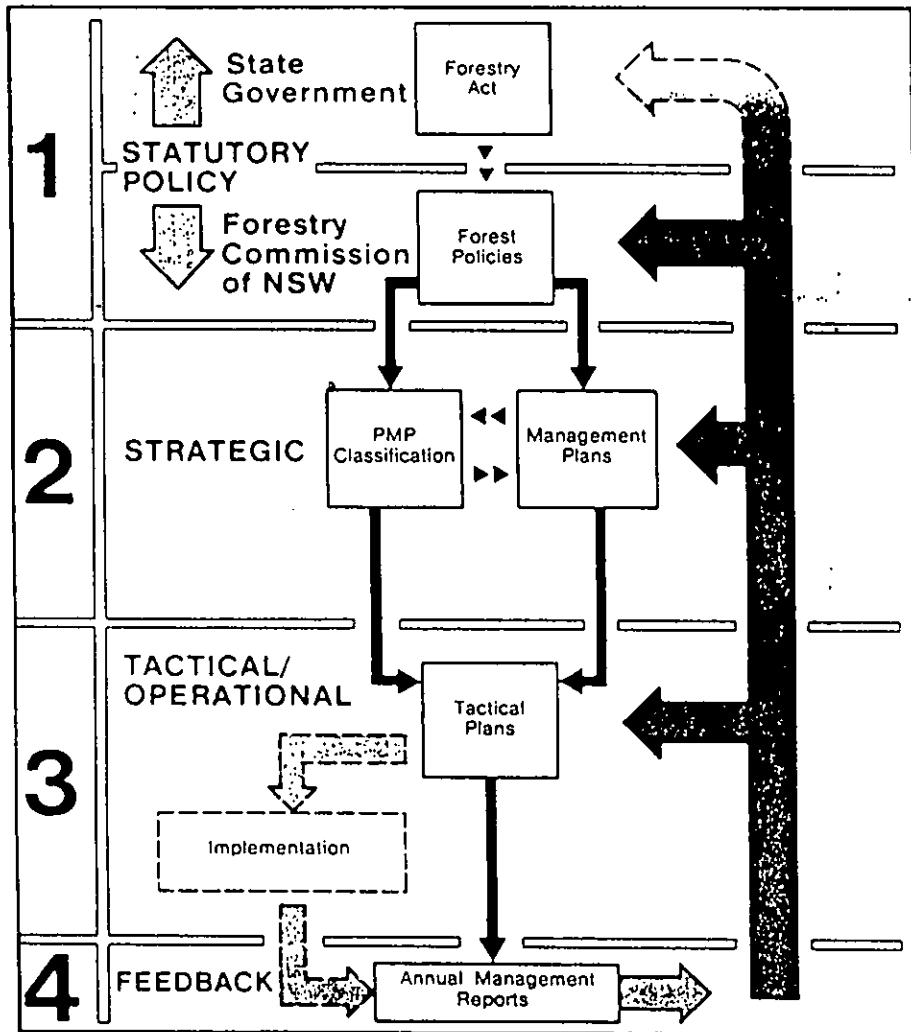 1
State
Government
STATUTORY
POLICY
Forestry
Commission
of NSW
Forestry
Act
Forest
Policies
2
STRATEGIC
PMP
Classification
Management
Plans
3
TACTICAL/
OPERATIONAL
Tactical
Plans
Implementation
4
FEEDBACK
Annual Management
Reports